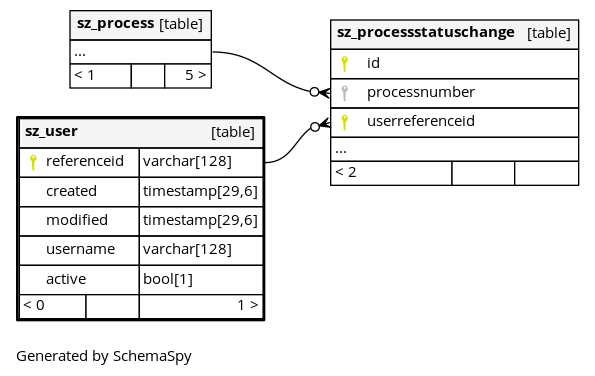 sz_process [table]
...
< 1 5 >
sz_processstatuschange [table]
id
processnumber
userreferenceid
...
< 2
sz_user [table]
referenceid varchar[128]
created timestamp[29,6]
modified timestamp[29,6]
username varchar[128]
active bool[1]
< 0 1 >
Generated by SchemaSpy